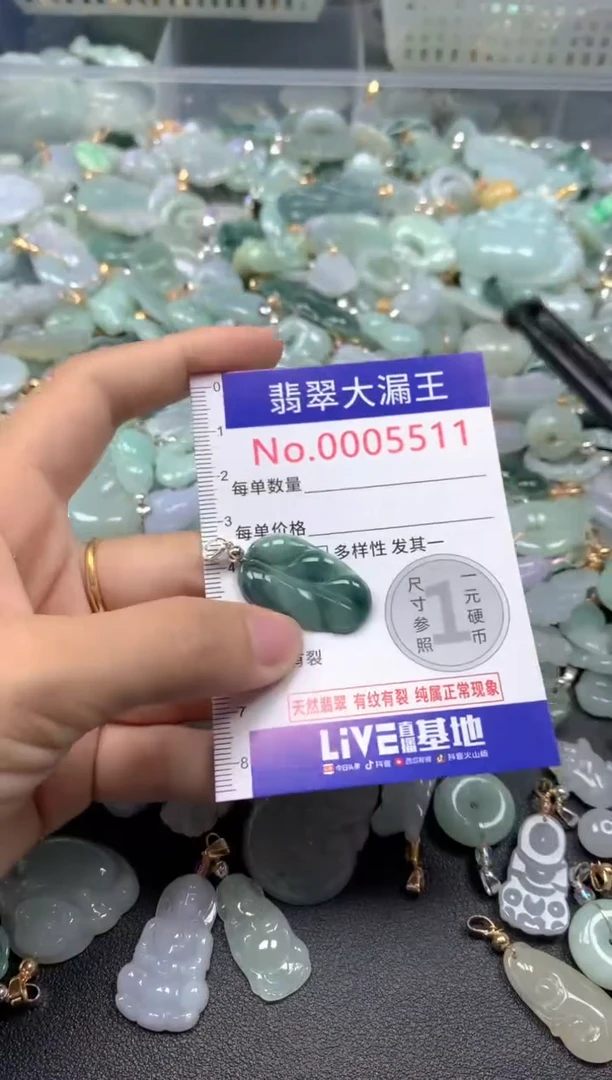 0
翡翠大漏王
1
No.0005511
2
每单数量
3
每单价格
多样性 发其一
4
尺寸参照
1
一元硬币
有裂
天然翡翠 有纹有裂 纯属正常现象
7
LiVE直播基地
8
今日头条 抖音 西瓜视频 抖音火山版